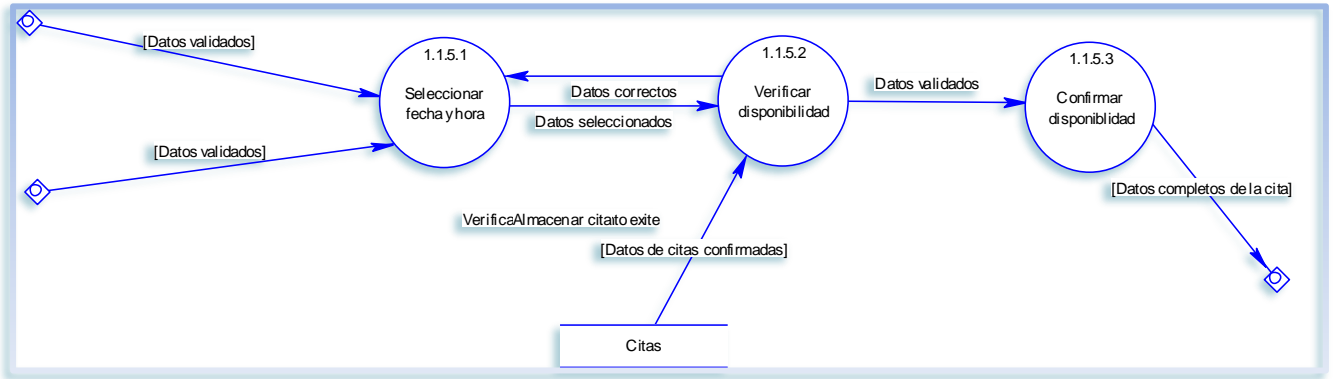 [Datos validados]
1.1.5.1
Seleccionar
fecha y hora
[Datos validados]
Datos correctos
Datos seleccionados
1.1.5.2
Verificar
disponibilidad
Datos validados
1.1.5.3
Confirmar
disponiblidad
[Datos completos de la cita]
VerificaAlmacenar citato exite
[Datos de citas confirmadas]
Citas